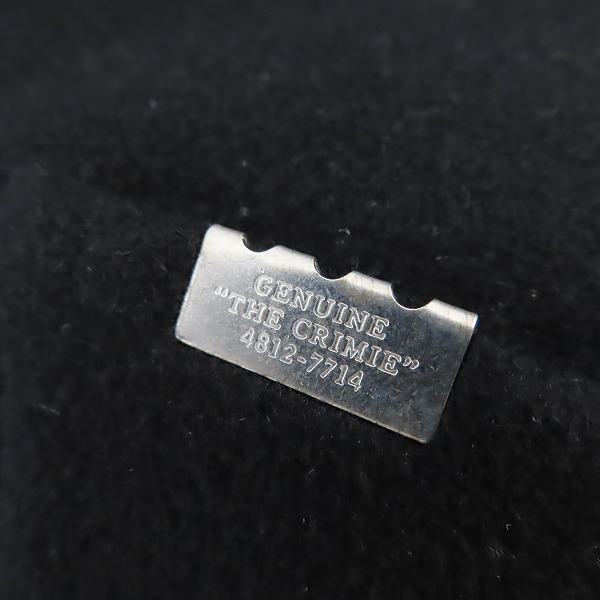 GENUINE
“THE CRIMIE”
4812-7714